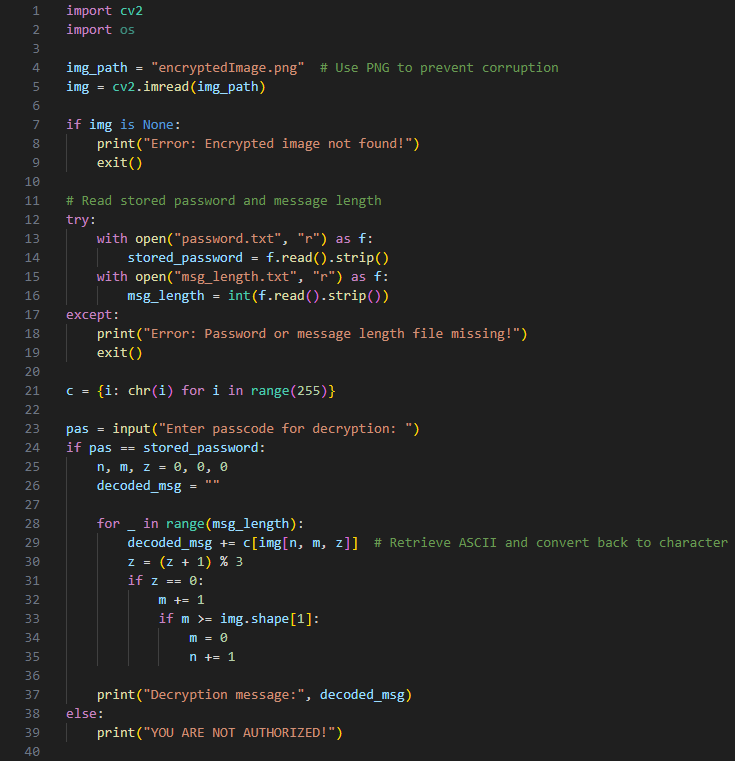 1 import cv2
2 import os
3
4 img_path = "encryptedImage.png"  # Use PNG to prevent corruption
5 img = cv2.imread(img_path)
6
7 if img is None:
8     print("Error: Encrypted image not found!")
9     exit()
10
11 # Read stored password and message length
12 try:
13     with open("password.txt", "r") as f:
14         stored_password = f.read().strip()
15     with open("msg_length.txt", "r") as f:
16         msg_length = int(f.read().strip())
17 except:
18     print("Error: Password or message length file missing!")
19     exit()
20
21 c = {i: chr(i) for i in range(255)}
22
23 pas = input("Enter passcode for decryption: ")
24 if pas == stored_password:
25     n, m, z = 0, 0, 0
26     decoded_msg = ""
27
28     for _ in range(msg_length):
29         decoded_msg += c[img[n, m, z]]  # Retrieve ASCII and convert back to character
30         z = (z + 1) % 3
31         if z == 0:
32             m += 1
33             if m >= img.shape[1]:
34                 m = 0
35                 n += 1
36
37     print("Decryption message:", decoded_msg)
38 else:
39     print("YOU ARE NOT AUTHORIZED!")
40